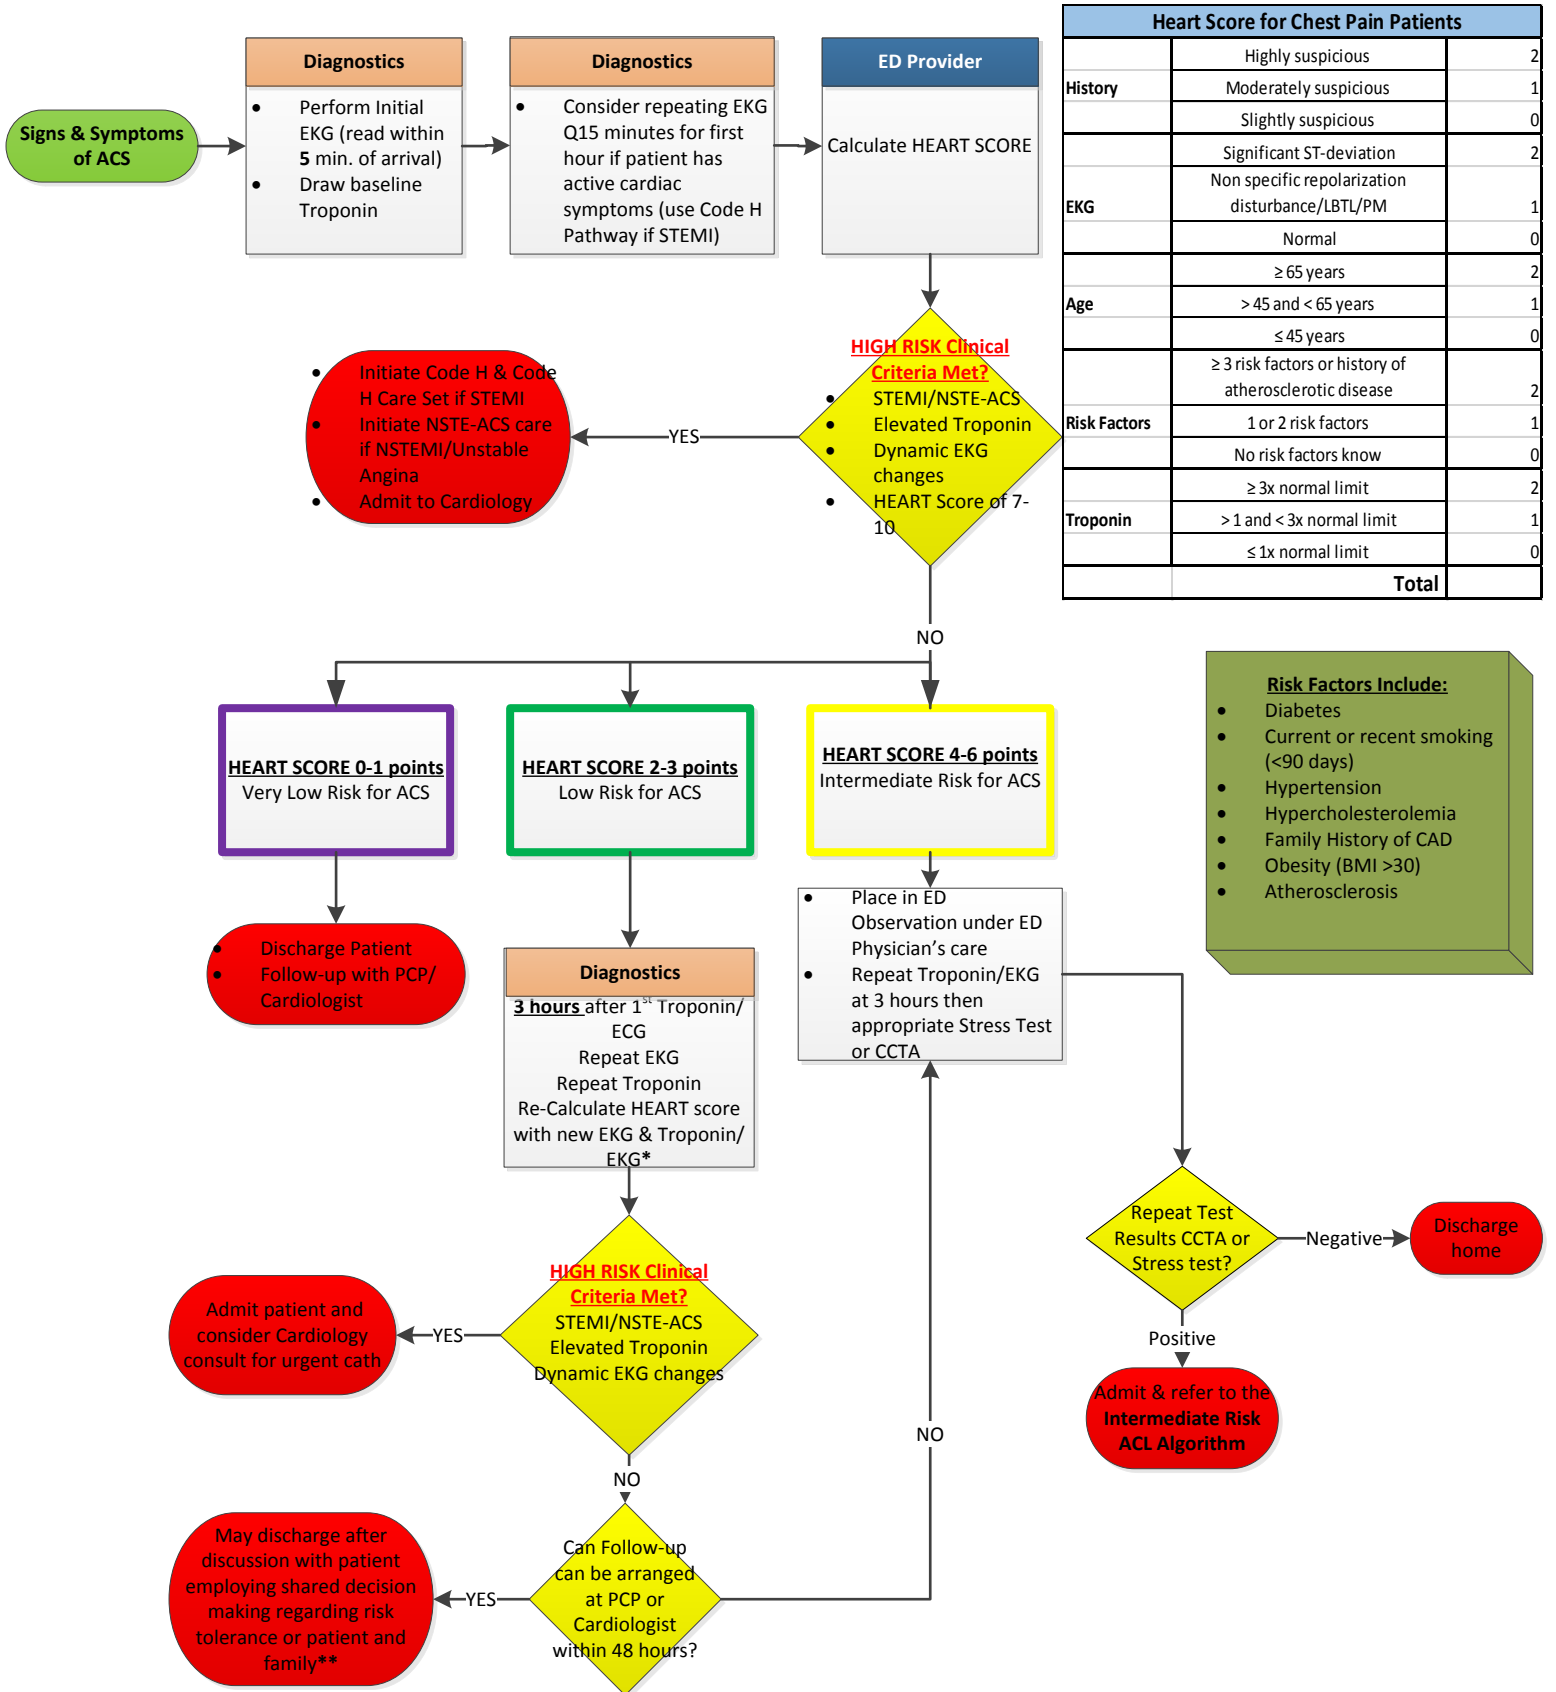 Heart Score for Chest Pain Patients
History
Highly suspicious 2
Moderately suspicious 1
Slightly suspicious 0
EKG
Significant ST-deviation 2
Non specific repolarization
disturbance/LBTL/PM 1
Normal 0
Age
≥ 65 years 2
> 45 and < 65 years 1
≤ 45 years 0
Risk Factors
≥ 3 risk factors or history of
atherosclerotic disease 2
1 or 2 risk factors 1
No risk factors know 0
Troponin
≥ 3x normal limit 2
> 1 and < 3x normal limit 1
≤ 1x normal limit 0
Total
Signs & Symptoms
of ACS
Diagnostics
• Perform Initial
EKG (read within
5 min. of arrival)
• Draw baseline
Troponin
Diagnostics
• Consider repeating EKG
Q15 minutes for first
hour if patient has
active cardiac
symptoms (use Code H
Pathway if STEMI)
ED Provider
Calculate HEART SCORE
HIGH RISK Clinical
Criteria Met?
• STEMI/NSTE-ACS
• Elevated Troponin
• Dynamic EKG
changes
• HEART Score of 7-
10
YES
• Initiate Code H & Code
H Care Set if STEMI
• Initiate NSTE-ACS care
if NSTEMI/Unstable
Angina
• Admit to Cardiology
NO
HEART SCORE 0-1 points
Very Low Risk for ACS
HEART SCORE 2-3 points
Low Risk for ACS
HEART SCORE 4-6 points
Intermediate Risk for ACS
Risk Factors Include:
• Diabetes
• Current or recent smoking
(<90 days)
• Hypertension
• Hypercholesterolemia
• Family History of CAD
• Obesity (BMI >30)
• Atherosclerosis
• Discharge Patient
• Follow-up with PCP/
Cardiologist
Diagnostics
3 hours after 1st Troponin/
ECG
Repeat EKG
Repeat Troponin
Re-Calculate HEART score
with new EKG & Troponin/
EKG*
• Place in ED
Observation under ED
Physician's care
• Repeat Troponin/EKG
at 3 hours then
appropriate Stress Test
or CCTA
Repeat Test
Results CCTA or
Stress test?
Negative
Discharge
home
Positive
Admit & refer to the
Intermediate Risk
ACL Algorithm
HIGH RISK Clinical
Criteria Met?
STEMI/NSTE-ACS
Elevated Troponin
Dynamic EKG changes
YES
Admit patient and
consider Cardiology
consult for urgent cath
NO
Can Follow-up
can be arranged
at PCP or
Cardiologist
within 48 hours?
NO
YES
May discharge after
discussion with patient
employing shared decision
making regarding risk
tolerance or patient and
family**